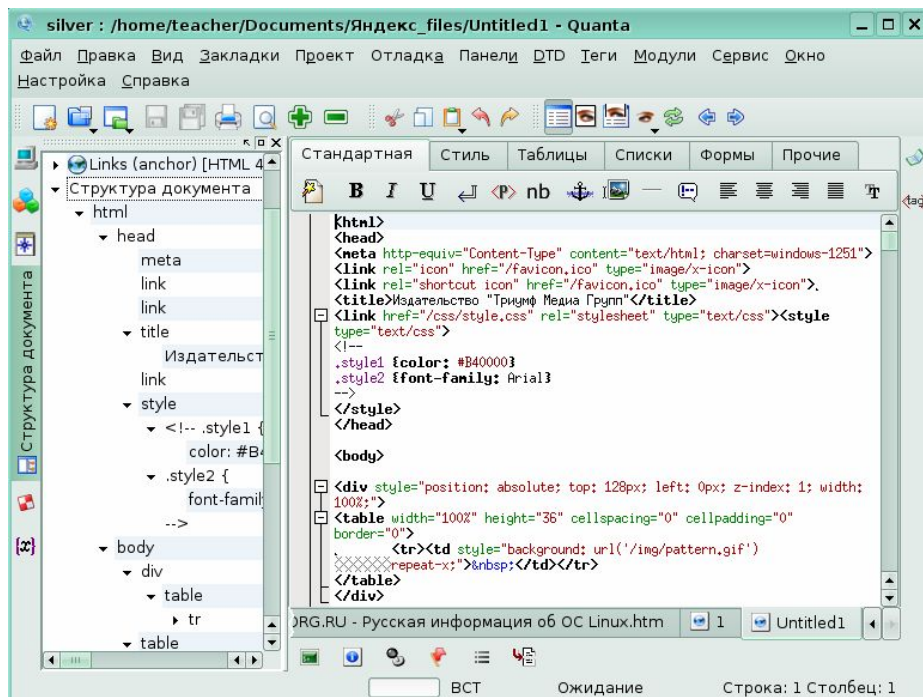 silver : /home/teacher/Documents/Яндекс_files/Untitled1 - Quanta
Файл Правка Вид Закладки Проект Отладка Панели DTD Теги Модули Сервис Окно
Настройка Справка
Links (anchor) [HTML 4
Структура документа
html
head
meta
link
link
title
Издательст
link
style
<!-- .style1 {
color: #B4
.style2 {
font-famil
-->
body
div
table
tr
table
Структура документа
Стандартная Стиль Таблицы Списки Формы Прочие
B I U <P> nb
<tag
<html>
<head>
<meta http-equiv="Content-Type" content="text/html; charset=windows-1251">
<link rel="icon" href="/favicon.ico" type="image/x-icon">
<link rel="shortcut icon" href="/favicon.ico" type="image/x-icon">.
<title>Издательство "Триумф Медиа Групп"</title>
<link href="/css/style.css" rel="stylesheet" type="text/css"><style
type="text/css">
<!--
.style1 {color: #B40000}
.style2 {font-family: Arial}
-->
</style>
</head>
<body>
<div style="position: absolute; top: 128px; left: 0px; z-index: 1; width:
100%;">
<table width="100%" height="36" cellspacing="0" cellpadding="0"
border="0">
. <tr><td style="background: url('/img/pattern.gif')
repeat-x;">&nbsp;</td></tr>
</table>
</div>
ORG.RU - Русская информация об ОС Linux.htm 1 Untitled1
{x}
ВСТ Ожидание Строка: 1 Столбец: 1